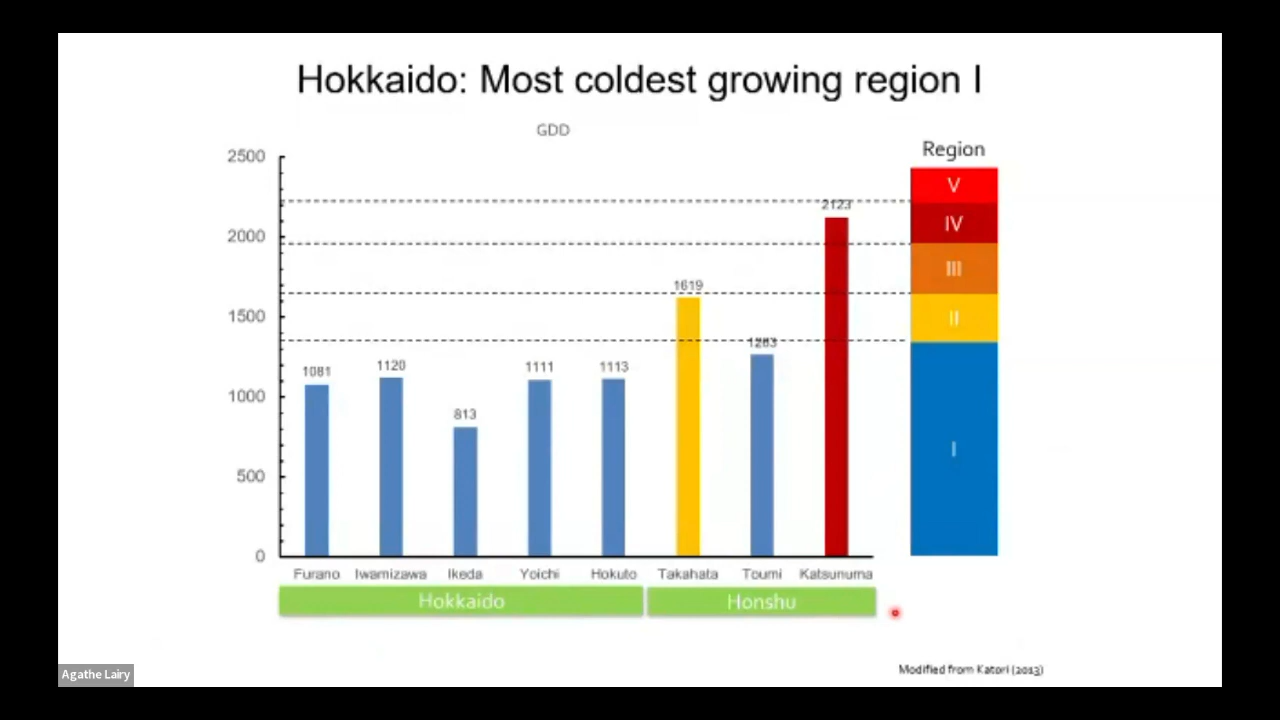 Hokkaido: Most coldest growing region I
GDD
Region
2500
2000
1500
1000
500
0
V
IV
III
II
I
1081
1120
813
1111
1113
1619
1263
2123
Furano Iwamizawa Ikeda Yoichi Hokuto Takahata Toumi Katsunuma
Hokkaido Honshu
Modified from Katori (2013)
Agathe Lairy